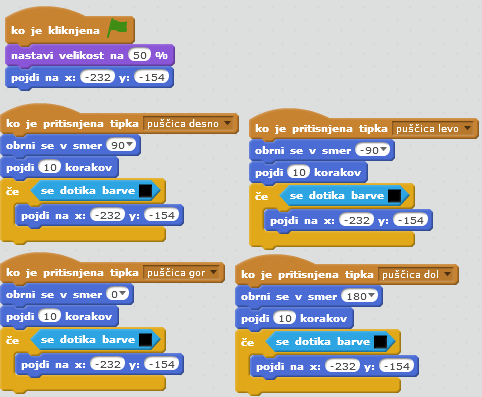 ko je kliknjena
nastavi velikost na 50 %
pojdi na x: -232 y: -154
ko je pritisnjena tipka puščica desno
obrni se v smer 90
pojdi 10 korakov
če se dotika barve
pojdi na x: -232 y: -154
ko je pritisnjena tipka puščica levo
obrni se v smer -90
pojdi 10 korakov
če se dotika barve
pojdi na x: -232 y: -154
ko je pritisnjena tipka puščica gor
obrni se v smer 0
pojdi 10 korakov
če se dotika barve
pojdi na x: -232 y: -154
ko je pritisnjena tipka puščica dol
obrni se v smer 180
pojdi 10 korakov
če se dotika barve
pojdi na x: -232 y: -154